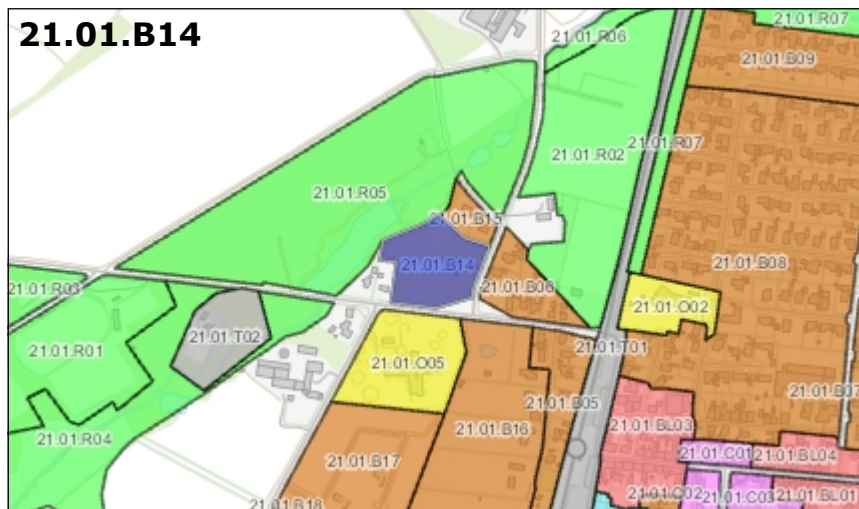 21.01.B14
21.01.R06
21.01.R07
21.01.B09
21.01.R02
21.01.R07
21.01.R05
21.01.B15
21.01.B14
21.01.B08
21.01.R03
21.01.B06
21.01.O02
21.01.T02
21.01.T01
21.01.R01
21.01.O05
21.01.B07
21.01.B05
21.01.BL03
21.01.B16
21.01.R04
21.01.C01
21.01.BL04
21.01.B17
21.01.C02
21.01.C03
21.01.BL01
21.01.B18